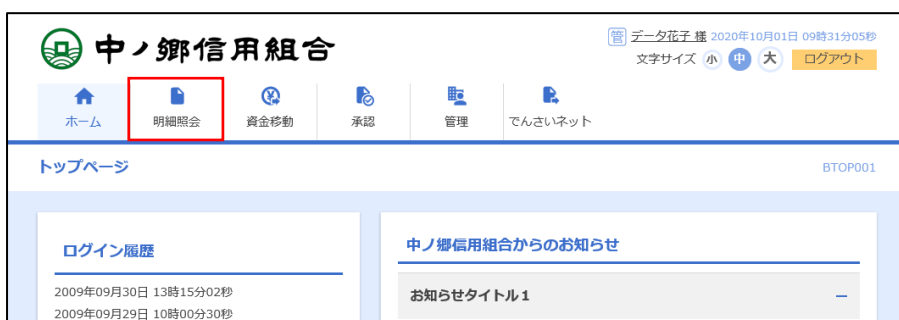 中ノ郷信用組合
管 データ花子 様 2020年10月01日 09時31分05秒
文字サイズ 小 中 大 ログアウト
ホーム 明細照会 資金移動 承認 管理 でんさいネット
トップページ BTOP001
ログイン履歴
2009年09月30日 13時15分02秒
2009年09月29日 10時00分30秒
中ノ郷信用組合からのお知らせ
お知らせタイトル1